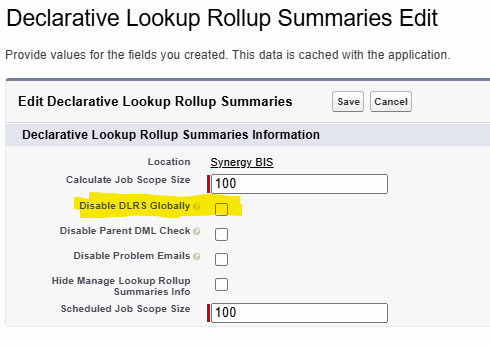 Declarative Lookup Rollup Summaries Edit
Provide values for the fields you created. This data is cached with the application.
Edit Declarative Lookup Rollup Summaries Save Cancel
Declarative Lookup Rollup Summaries Information
Location Synergy BIS
Calculate Job Scope Size 100
Disable DLRS Globally
Disable Parent DML Check
Disable Problem Emails
Hide Manage Lookup Rollup
Summaries Info
Scheduled Job Scope Size 100